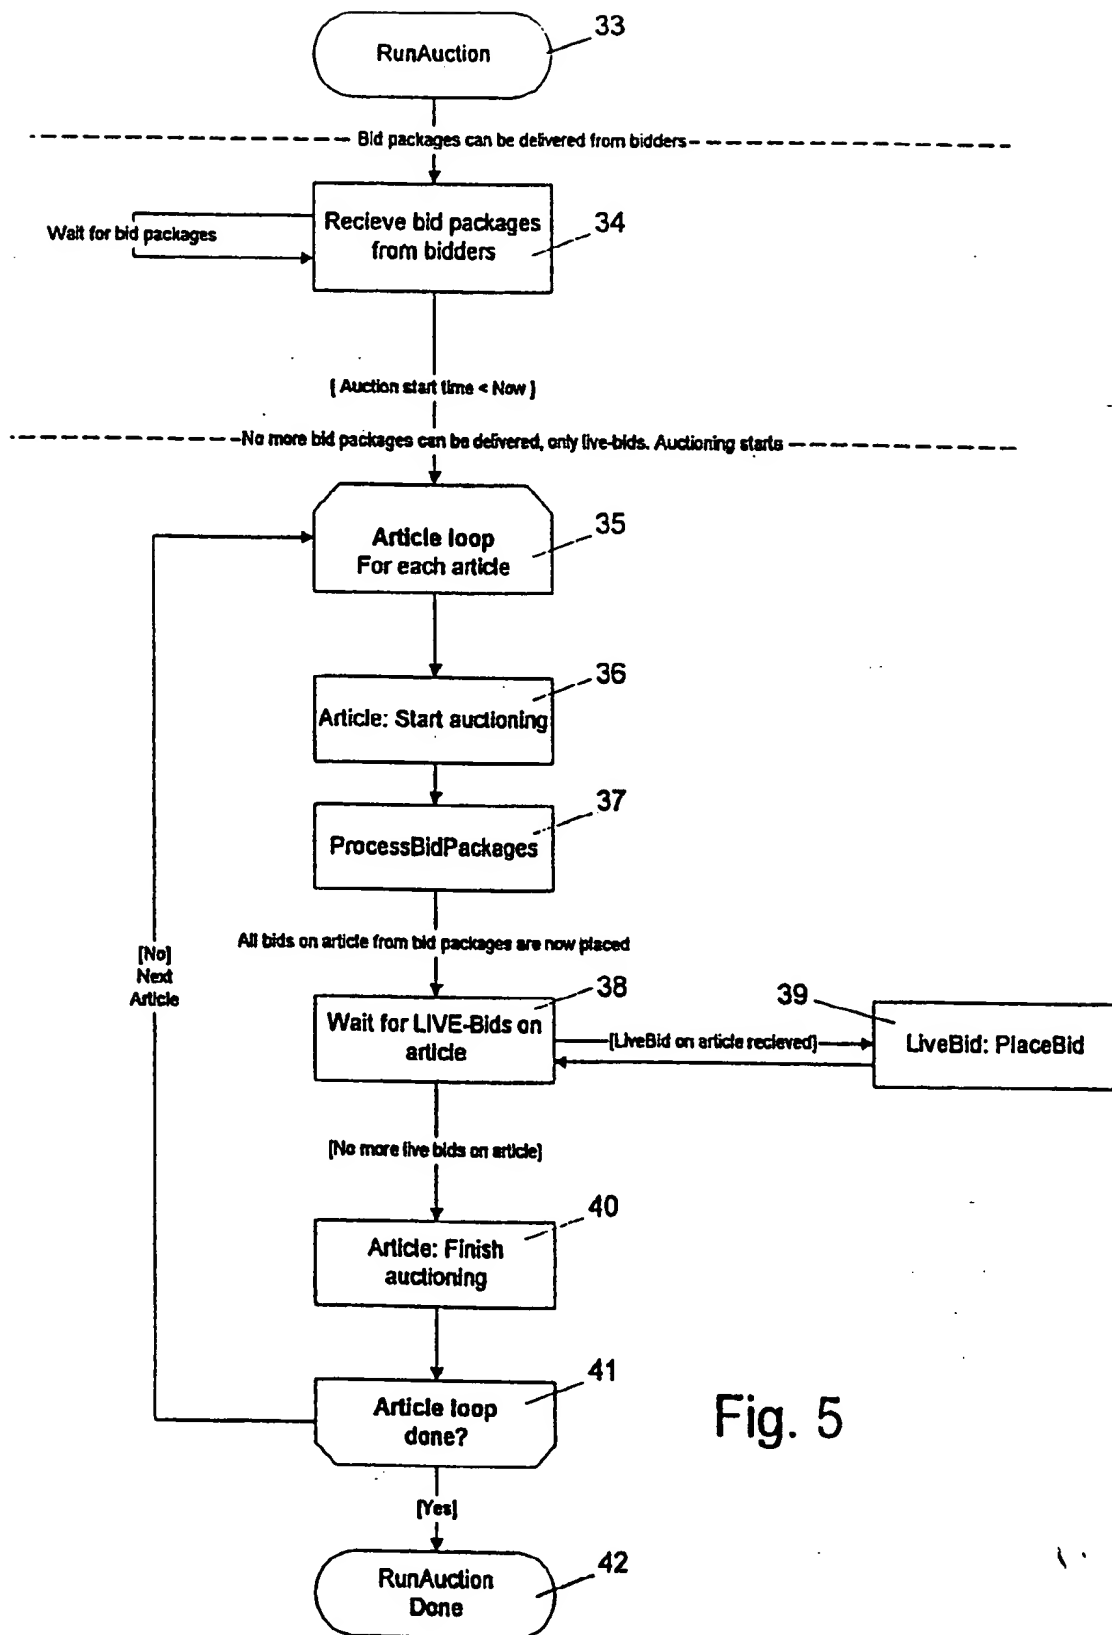 33
RunAuction
Bid packages can be delivered from bidders
Recieve bid packages
from bidders
34
Wait for bid packages
[ Auction start time < Now ]
No more bid packages can be delivered, only live-bids. Auctioning starts
35
Article loop
For each article
36
Article: Start auctioning
37
ProcessBidPackages
All bids on article from bid packages are now placed
[No]
Next
Article
38
Wait for LIVE-Bids on
article
[LiveBid on article recieved]
39
LiveBid: PlaceBid
[No more live bids on article]
40
Article: Finish
auctioning
41
Article loop
done?
Fig. 5
[Yes]
42
RunAuction
Done